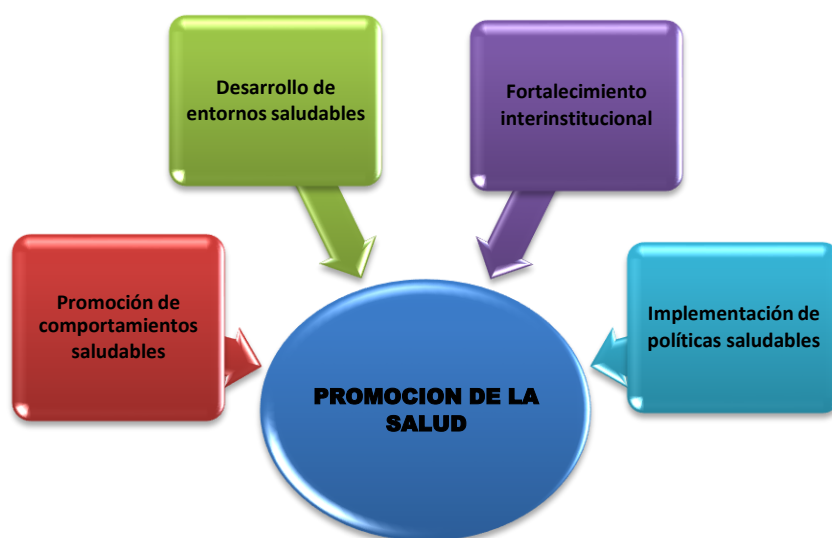 Desarrollo de
entornos saludables
Fortalecimiento
interinstitucional
Promoción de
comportamientos
saludables
Implementación de
políticas saludables
PROMOCION DE LA
SALUD